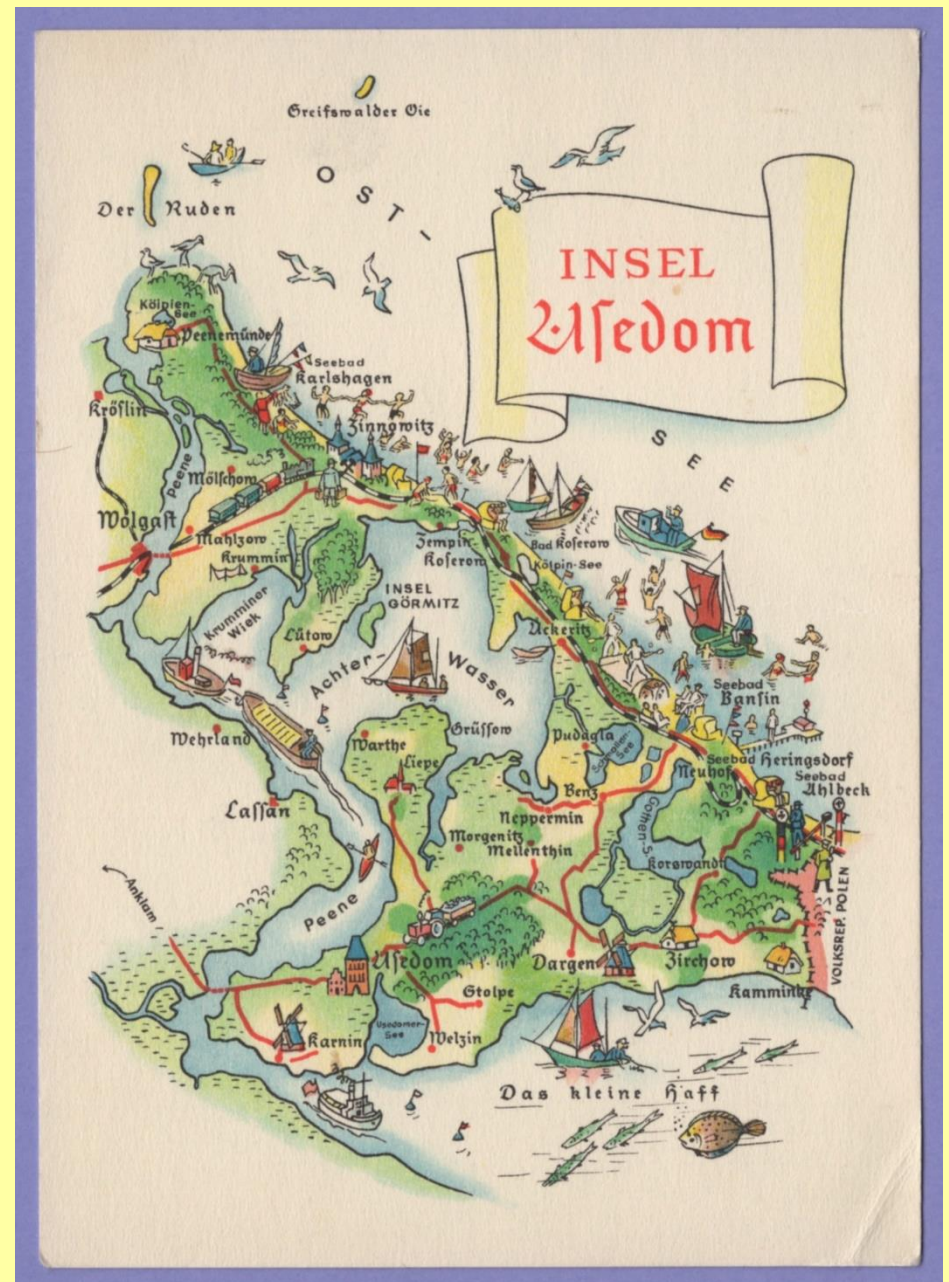 Greifswalder Oie
OST-
Der Ruden
INSEL
Usedom
Kölpien-
See
Peenemünde
Seebad
Karlshagen
Kröslin
Zinnowitz
SEE
Peene
Mölschow
Wolgast
Mahlzow
Krummin
Zempin
Koserow
Bad Koserow
Kölpin-See
INSEL
GÖRMITZ
Krumminer
Wiek
Ückeritz
Lütow
Achter-Wasser
Seebad
Bansin
Wehrland
Grüssow
Warthe
Pudagla
Liepe
Neuhof
Seebad Heringsdorf
Seebad
Ahlbeck
Schmollen-
See
Benz
Lassan
Neppermin
Gothen-S.
Morgenitz
Mellenthin
Korswandt
Anklam
Peene
VOLKSREP. POLEN
Usedom
Dargen
Zirchow
Stolpe
Kamminke
Usedomer-
See
Karnin
Welzin
Das kleine Haff